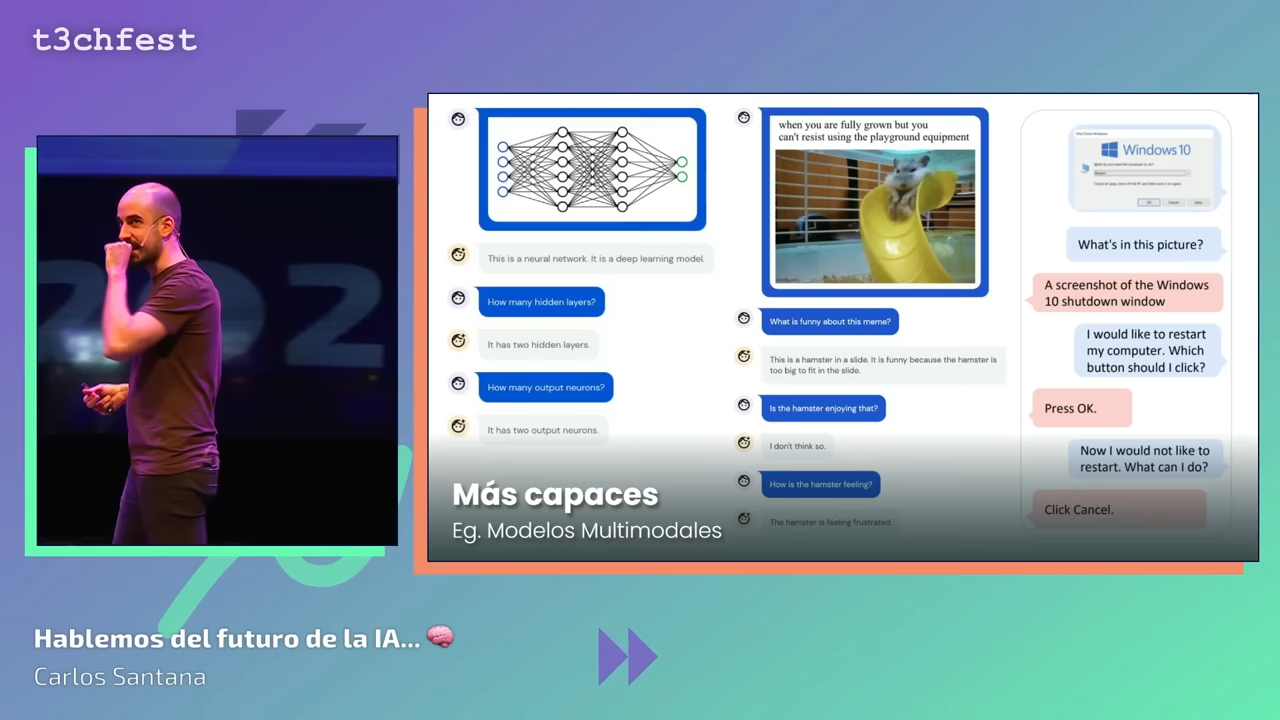 t3chfest
202
This is a neural network. It is a deep learning model.
How many hidden layers?
It has two hidden layers.
How many output neurons?
It has two output neurons.
when you are fully grown but you
can't resist using the playground equipment
What is funny about this meme?
This is a hamster in a slide. It is funny because the hamster is
too big to fit in the slide.
Is the hamster enjoying that?
I don't think so.
How is the hamster feeling?
The hamster is feeling frustrated.
Windows 10
What's in this picture?
A screenshot of the Windows
10 shutdown window
I would like to restart
my computer. Which
button should I click?
Press OK.
Now I would not like to
restart. What can I do?
Click Cancel.
Más capaces
Eg. Modelos Multimodales
Hablemos del futuro de la IA... 🧠
Carlos Santana